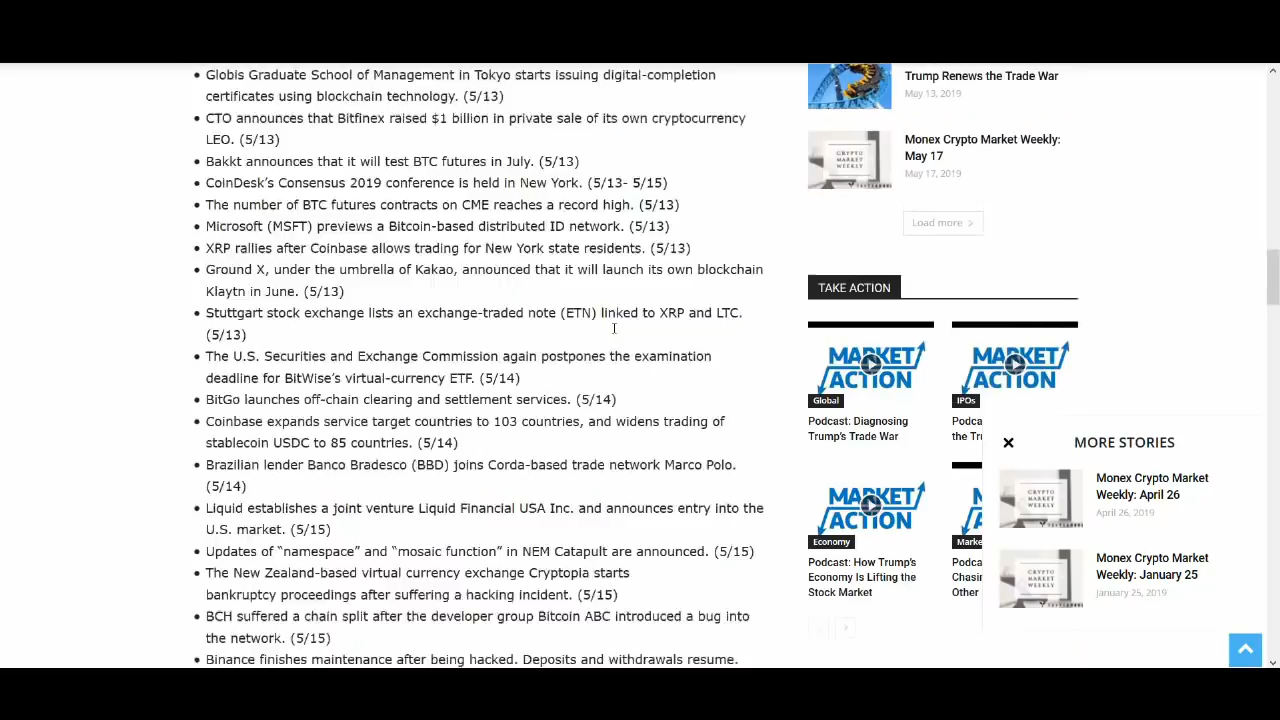 • Globis Graduate School of Management in Tokyo starts issuing digital-completion
certificates using blockchain technology. (5/13)
• CTO announces that Bitfinex raised $1 billion in private sale of its own cryptocurrency
LEO. (5/13)
• Bakkt announces that it will test BTC futures in July. (5/13)
• CoinDesk’s Consensus 2019 conference is held in New York. (5/13- 5/15)
• The number of BTC futures contracts on CME reaches a record high. (5/13)
• Microsoft (MSFT) previews a Bitcoin-based distributed ID network. (5/13)
• XRP rallies after Coinbase allows trading for New York state residents. (5/13)
• Ground X, under the umbrella of Kakao, announced that it will launch its own blockchain
Klaytn in June. (5/13)
• Stuttgart stock exchange lists an exchange-traded note (ETN) linked to XRP and LTC.
(5/13)
• The U.S. Securities and Exchange Commission again postpones the examination
deadline for BitWise’s virtual-currency ETF. (5/14)
• BitGo launches off-chain clearing and settlement services. (5/14)
• Coinbase expands service target countries to 103 countries, and widens trading of
stablecoin USDC to 85 countries. (5/14)
• Brazilian lender Banco Bradesco (BBD) joins Corda-based trade network Marco Polo.
(5/14)
• Liquid establishes a joint venture Liquid Financial USA Inc. and announces entry into the
U.S. market. (5/15)
• Updates of “namespace” and “mosaic function” in NEM Catapult are announced. (5/15)
• The New Zealand-based virtual currency exchange Cryptopia starts
bankruptcy proceedings after suffering a hacking incident. (5/15)
• BCH suffered a chain split after the developer group Bitcoin ABC introduced a bug into
the network. (5/15)
• Binance finishes maintenance after being hacked. Deposits and withdrawals resume.
Trump Renews the Trade War
May 13, 2019
CRYPTO
MARKET
WEEKLY
Monex Crypto Market Weekly:
May 17
May 17, 2019
Load more >
TAKE ACTION
MARKET
ACTION
Global
Podcast: Diagnosing
Trump’s Trade War
MARKET
ACTION
IPOs
Podca
the Tru
MARKET
ACTION
Economy
Podcast: How Trump’s
Economy Is Lifting the
Stock Market
Marke
Podca
Chasin
Other
MORE STORIES
CRYPTO
MARKET
WEEKLY
Monex Crypto Market
Weekly: April 26
April 26, 2019
CRYPTO
MARKET
WEEKLY
Monex Crypto Market
Weekly: January 25
January 25, 2019